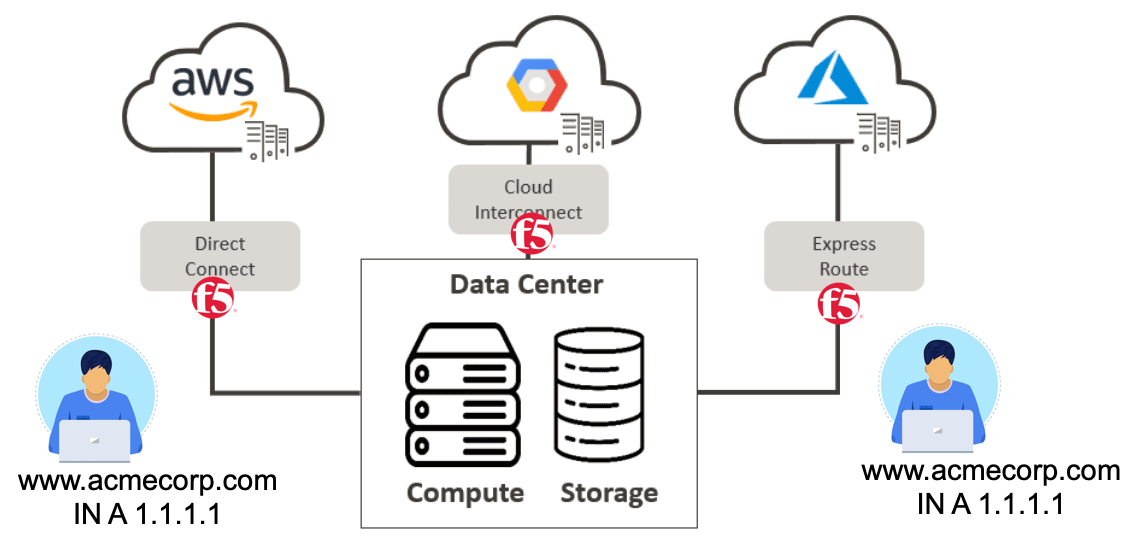 aws
Cloud
Interconnect
f5
Direct
Connect
f5
Express
Route
f5
Data Center
Compute
Storage
www.acmecorp.com
IN A 1.1.1.1
www.acmecorp.com
IN A 1.1.1.1